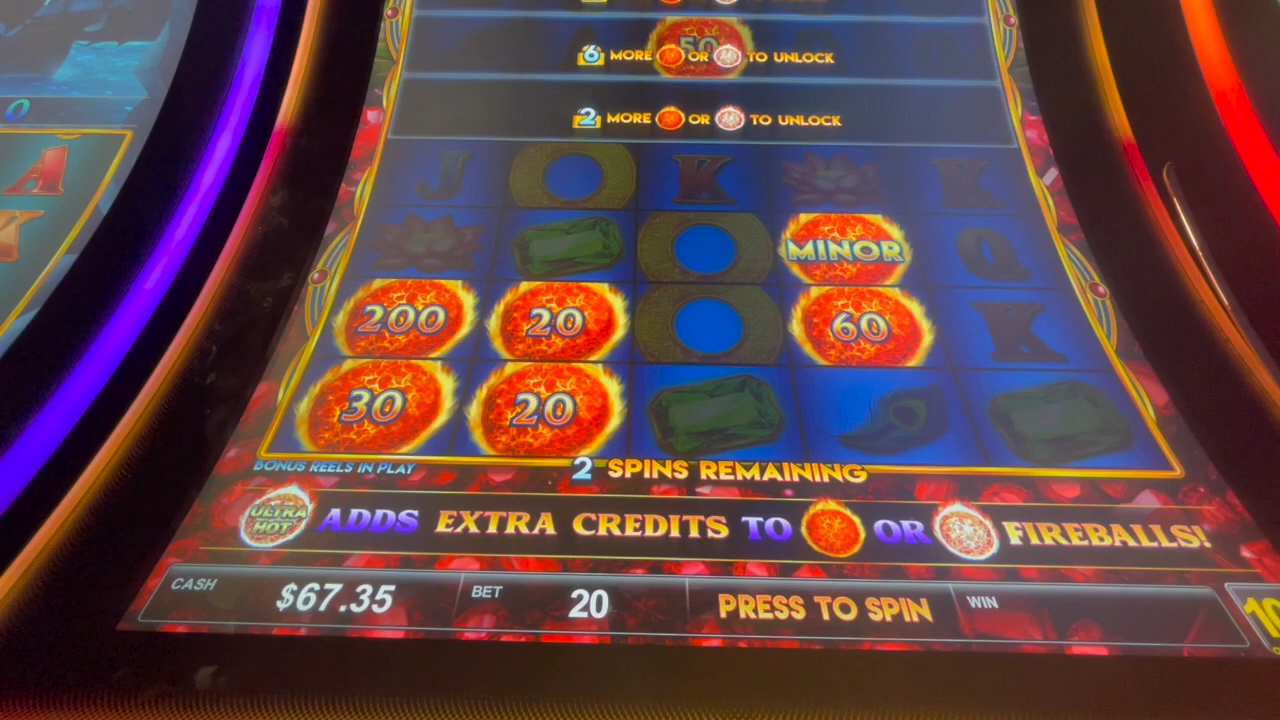 50
6 MORE OR TO UNLOCK
2 MORE OR TO UNLOCK
J K K
MINOR Q
200 20 60 K
30 20
BONUS REELS IN PLAY
2 SPINS REMAINING
ULTRA HOT ADDS EXTRA CREDITS TO OR FIREBALLS!
CASH $67.35 BET 20 PRESS TO SPIN WIN
O
A